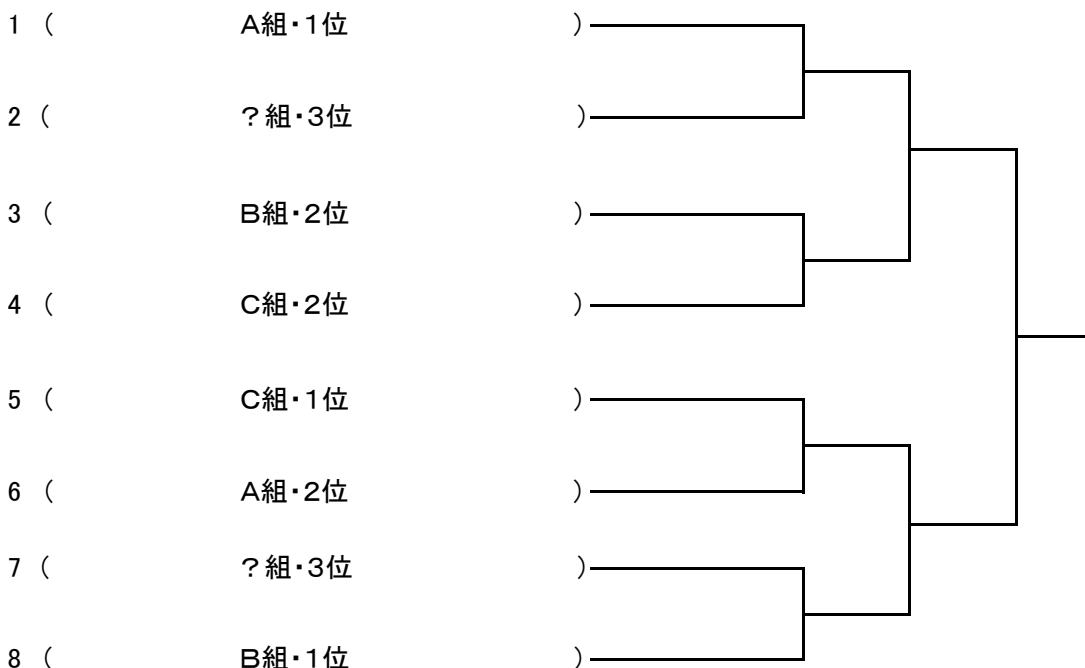 1 ( A組・1位 )
2 ( ?組・3位 )
3 ( B組・2位 )
4 ( C組・2位 )
5 ( C組・1位 )
6 ( A組・2位 )
7 ( ?組・3位 )
8 ( B組・1位 )